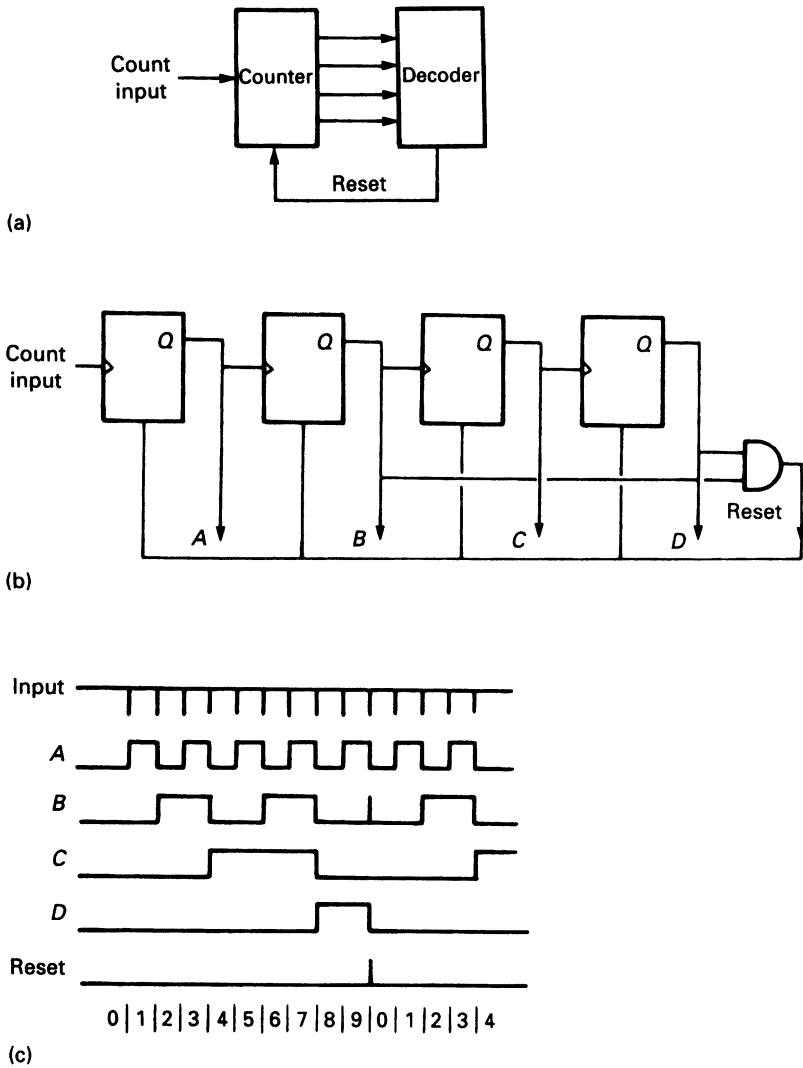 Count
input
Counter
Decoder
Reset
(a)
Q
Q
Q
Q
Count
input
Reset
A
B
C
D
(b)
Input
A
B
C
D
Reset
0|1|2|3|4|5|6|7|8|9|0|1|2|3|4
(c)